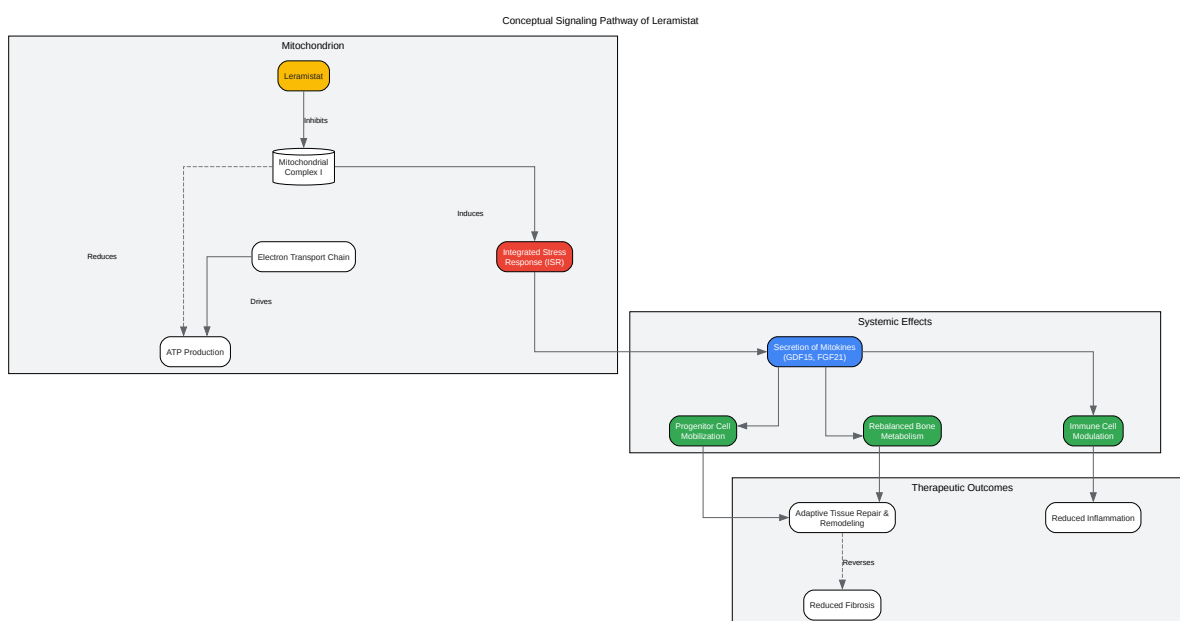 Conceptual Signaling Pathway of Leramistat
Mitochondrion
Leramistat
Inhibits
Mitochondrial
Complex I
Induces
Reduces
Electron Transport Chain
Integrated Stress
Response (ISR)
Drives
ATP Production
Systemic Effects
Secretion of Mitokines
(GDF15, FGF21)
Progenitor Cell
Mobilization
Rebalanced Bone
Metabolism
Immune Cell
Modulation
Therapeutic Outcomes
Adaptive Tissue Repair &
Remodeling
Reduced Inflammation
Reverses
Reduced Fibrosis